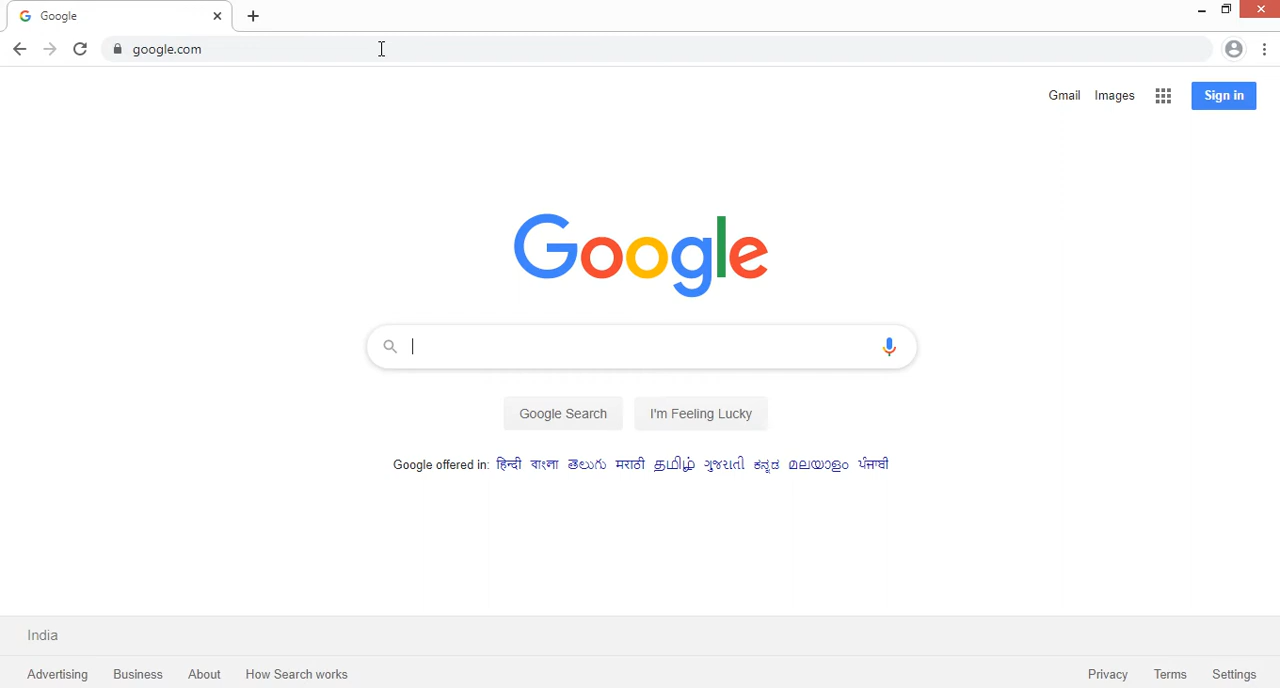 Google
google.com
Gmail Images Sign in
Google
Google Search I'm Feeling Lucky
Google offered in: हिन्दी বাংলা తెలుగు मराठी தமிழ் ગુજરાતી ಕನ್ನಡ മലയാളം ਪੰਜਾਬੀ
India
Advertising Business About How Search works Privacy Terms Settings